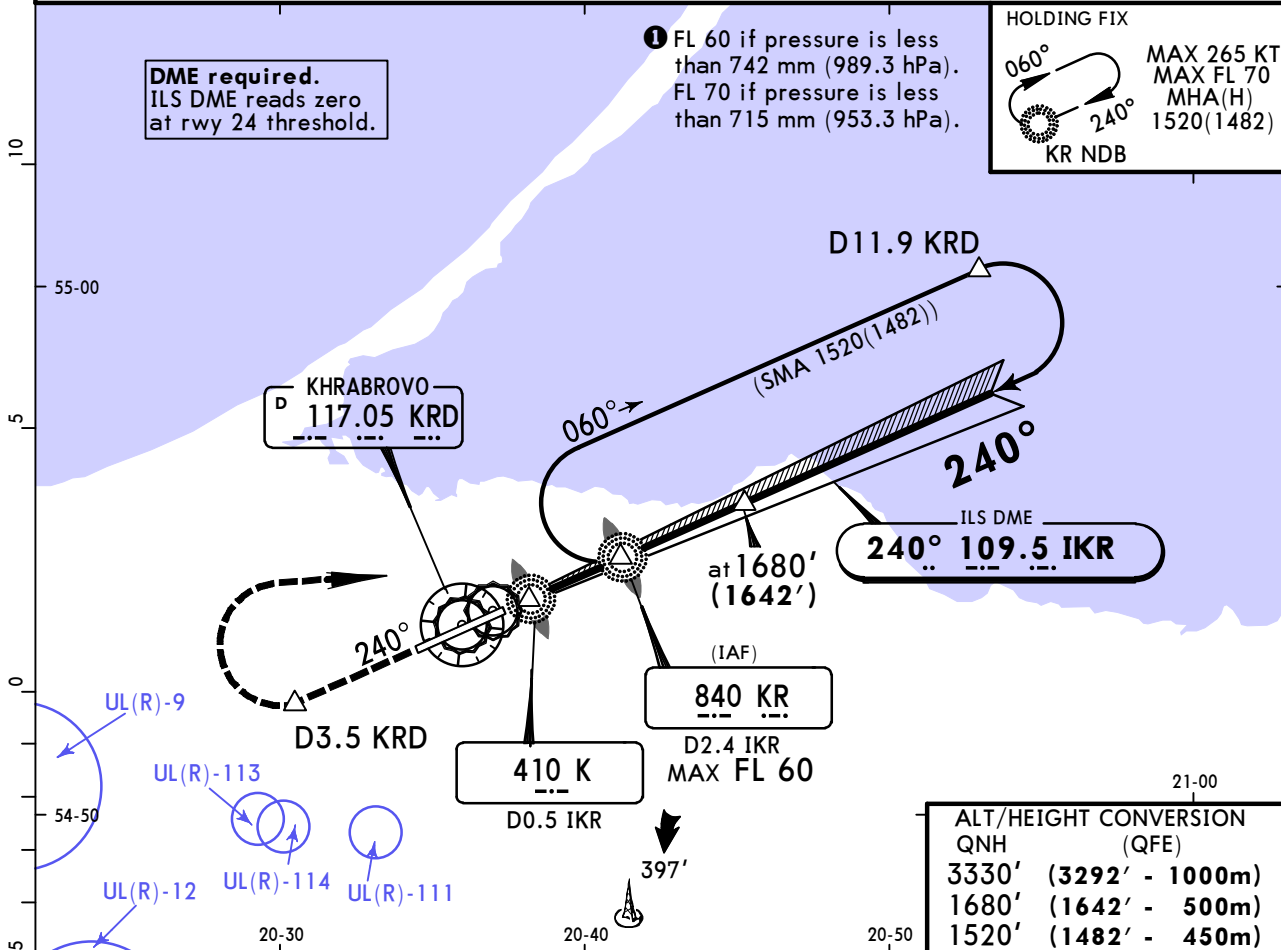 DME required.
ILS DME reads zero
at rwy 24 threshold.
1 FL 60 if pressure is less
than 742 mm (989.3 hPa).
FL 70 if pressure is less
than 715 mm (953.3 hPa).
HOLDING FIX
060°
240°
KR NDB
MAX 265 KT
MAX FL 70
MHA(H)
1520(1482)
10
55-00
D11.9 KRD
(SMA 1520(1482))
KHRABROVO
D 117.05 KRD
060°
5
240°
ILS DME
240° 109.5 IKR
at 1680'
(1642')
240°
(IAF)
840 KR
D2.4 IKR
MAX FL 60
0
UL(R)-9
D3.5 KRD
410 K
D0.5 IKR
UL(R)-113
54-50
UL(R)-114
UL(R)-111
UL(R)-12
397'
21-00
ALT/HEIGHT CONVERSION
QNH (QFE)
3330' (3292' - 1000m)
1680' (1642' - 500m)
1520' (1482' - 450m)
5
20-30
20-40
20-50